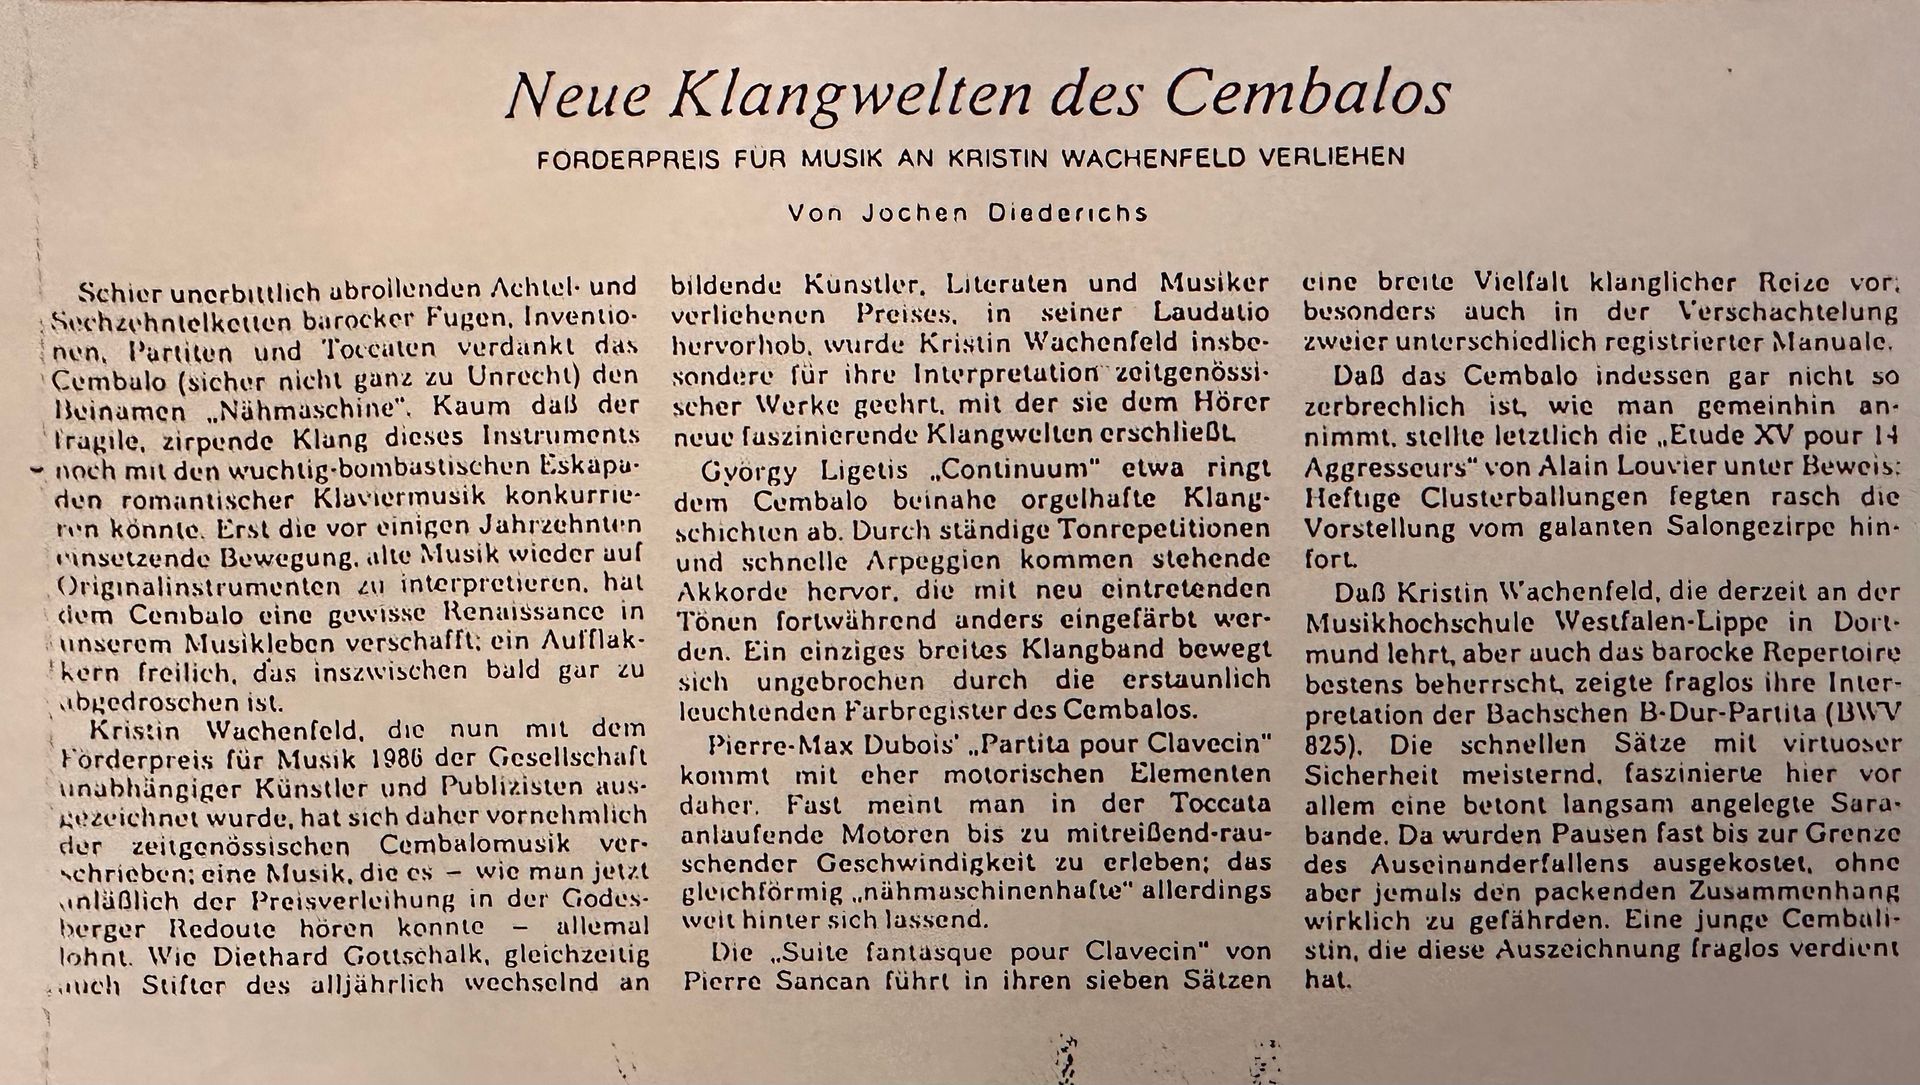 Neue Klangwelten des Cembalos
FÖRDERPREIS FÜR MUSIK AN KRISTIN WACHENFELD VERLIEHEN
Von Jochen Diederichs
Schier unerbittlich abrollenden Achtel- und
Sechzehntelketten barocker Fugen, Inventio-
nen, Partiten und Toccaten verdankt das
Cembalo (sicher nicht ganz zu Unrecht) den
Beinamen „Nähmaschine". Kaum daß der
fragile, zirpende Klang dieses Instruments
noch mit den wuchtig-bombastischen Eskapa-
den romantischer Klaviermusik konkurrie-
ren könnte. Erst die vor einigen Jahrzehnten
einsetzende Bewegung, alte Musik wieder auf
Originalinstrumenten zu interpretieren, hat
dem Cembalo eine gewisse Renaissance in
unserem Musikleben verschafft; ein Aufflak-
kern freilich, das inszwischen bald gar zu
abgedroschen ist.
Kristin Wachenfeld, die nun mit dem
Förderpreis für Musik 1986 der Gesellschaft
unabhängiger Künstler und Publizisten aus-
gezeichnet wurde, hat sich daher vornehmlich
der zeitgenössischen Cembalomusik ver-
schrieben; eine Musik, die es – wie man jetzt
anläßlich der Preisverleihung in der Godes-
berger Redoute hören konnte – allemal
lohnt. Wie Diethard Gottschalk, gleichzeitig
auch Stifter des alljährlich wechselnd an
bildende Künstler, Literaten und Musiker
verliehenen Preises, in seiner Laudatio
hervorhob, wurde Kristin Wachenfeld insbe-
sondere für ihre Interpretation zeitgenössi-
scher Werke geehrt, mit der sie dem Hörer
neue faszinierende Klangwelten erschließt.
György Ligetis „Continuum" etwa ringt
dem Cembalo beinahe orgelhafte Klang-
schichten ab. Durch ständige Tonrepetitionen
und schnelle Arpeggien kommen stehende
Akkorde hervor, die mit neu eintretenden
Tönen fortwährend anders eingefärbt wer-
den. Ein einziges breites Klangband bewegt
sich ungebrochen durch die erstaunlich
leuchtenden Farbregister des Cembalos.
Pierre-Max Dubois' „Partita pour Clavecin"
kommt mit eher motorischen Elementen
daher. Fast meint man in der Toccata
anlaufende Motoren bis zu mitreißend-rau-
schender Geschwindigkeit zu erleben; das
gleichförmig „nähmaschinenhafte" allerdings
weit hinter sich lassend.
Die „Suite fantasque pour Clavecin" von
Pierre Sancan führt in ihren sieben Sätzen
eine breite Vielfalt klanglicher Reize vor;
besonders auch in der Verschachtelung
zweier unterschiedlich registrierter Manuale.
Daß das Cembalo indessen gar nicht so
zerbrechlich ist, wie man gemeinhin an-
nimmt, stellte letztlich die „Etude XV pour 14
Aggresseurs" von Alain Louvier unter Beweis:
Heftige Clusterballungen fegten rasch die
Vorstellung vom galanten Salongezirpe hin-
fort.
Daß Kristin Wachenfeld, die derzeit an der
Musikhochschule Westfalen-Lippe in Dort-
mund lehrt, aber auch das barocke Repertoire
bestens beherrscht, zeigte fraglos ihre Inter-
pretation der Bachschen B-Dur-Partita (BWV
825). Die schnellen Sätze mit virtuoser
Sicherheit meisternd, faszinierte hier vor
allem eine betont langsam angelegte Sara-
bande. Da wurden Pausen fast bis zur Grenze
des Auseinanderfallens ausgekostet, ohne
aber jemals den packenden Zusammenhang
wirklich zu gefährden. Eine junge Cembali-
stin, die diese Auszeichnung fraglos verdient
hat.